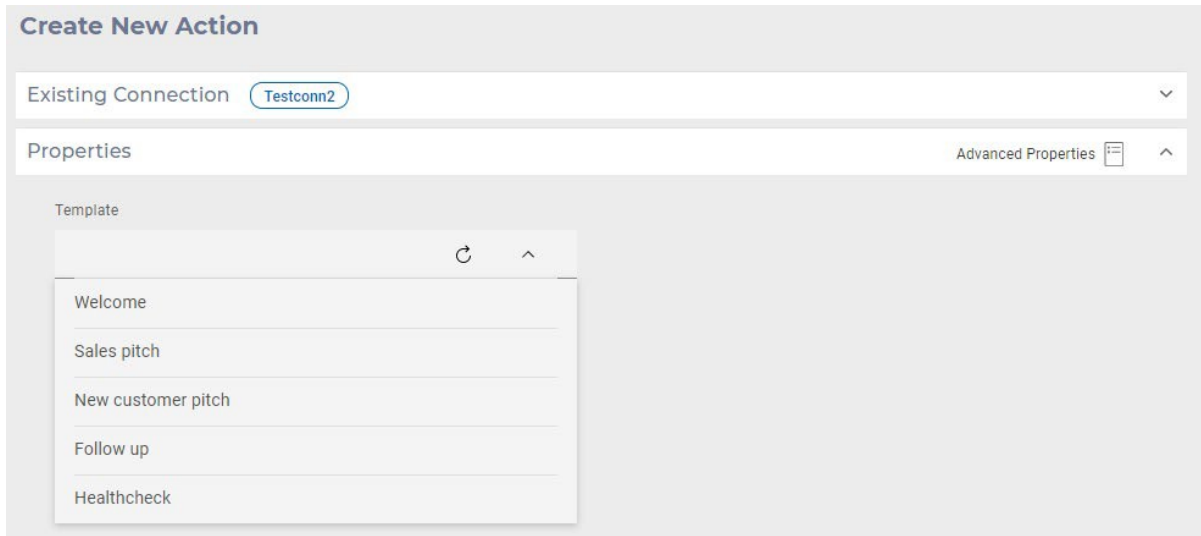 Create New Action
Existing Connection Testconn2
Properties Advanced Properties
Template
Welcome
Sales pitch
New customer pitch
Follow up
Healthcheck